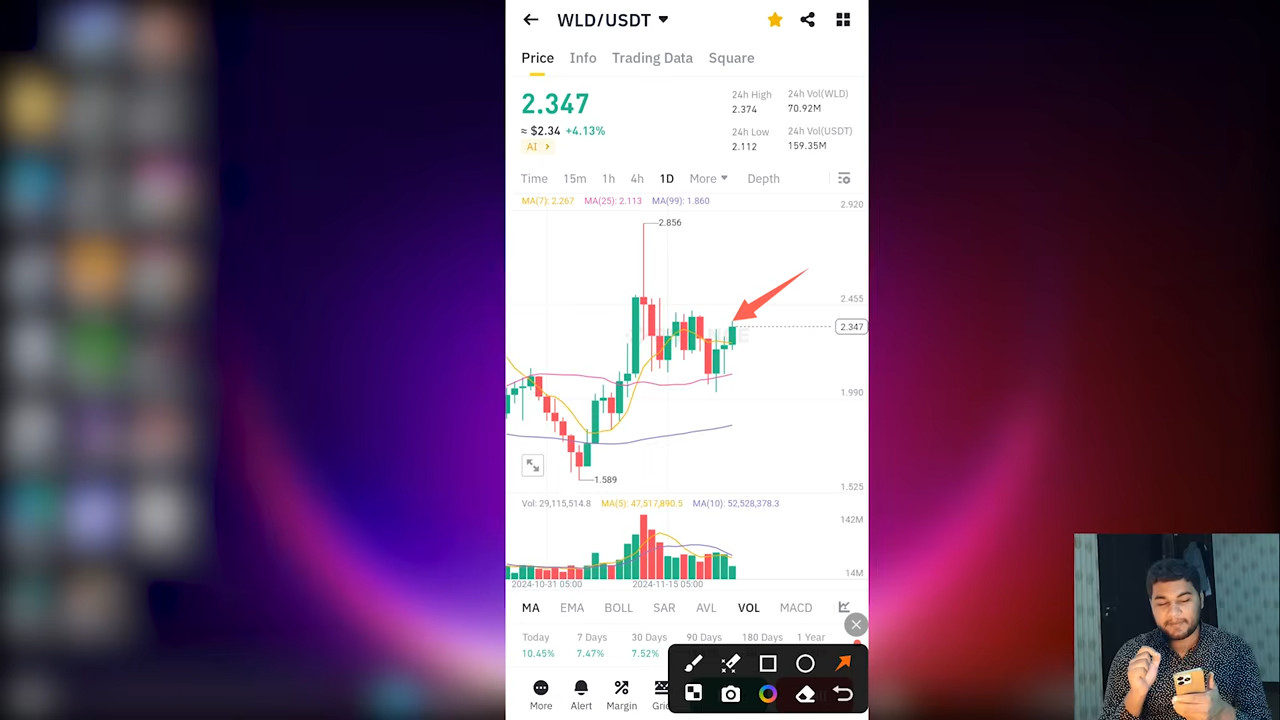 WLD/USDT
Price Info Trading Data Square
2.347
≈ $2.34 +4.13%
AI >
24h High 24h Vol(WLD)
2.374 70.92M
24h Low 24h Vol(USDT)
2.112 159.35M
Time 15m 1h 4h 1D More Depth
MA(7): 2.267 MA(25): 2.113 MA(99): 1.860
2.920
2.856
2.455
2.347
1.990
1.589
1.525
Vol: 29,115,514.8 MA(5): 47,517,890.5 MA(10): 52,528,378.3
142M
14M
2024-10-31 05:00 2024-11-15 05:00
MA EMA BOLL SAR AVL VOL MACD
Today 7 Days 30 Days 90 Days 180 Days 1 Year
10.45% 7.47% 7.52%
More Alert Margin